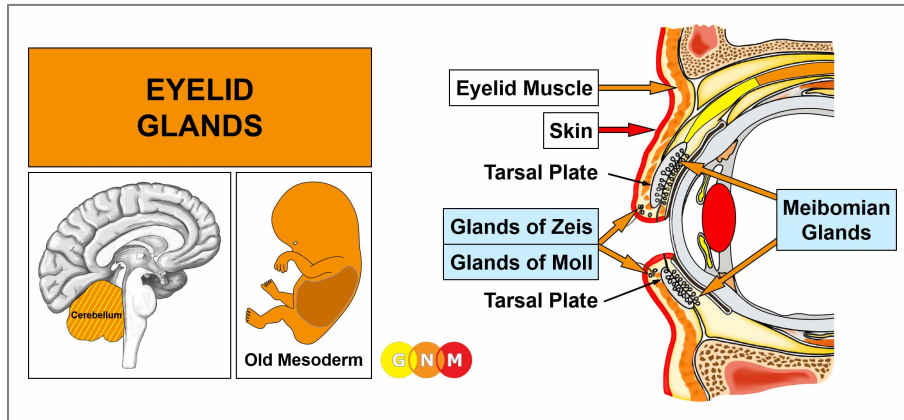 EYELID
GLANDS
Cerebellum
Old Mesoderm
GNM
Eyelid Muscle
Skin
Tarsal Plate
Glands of Zeis
Glands of Moll
Tarsal Plate
Meibomian
Glands